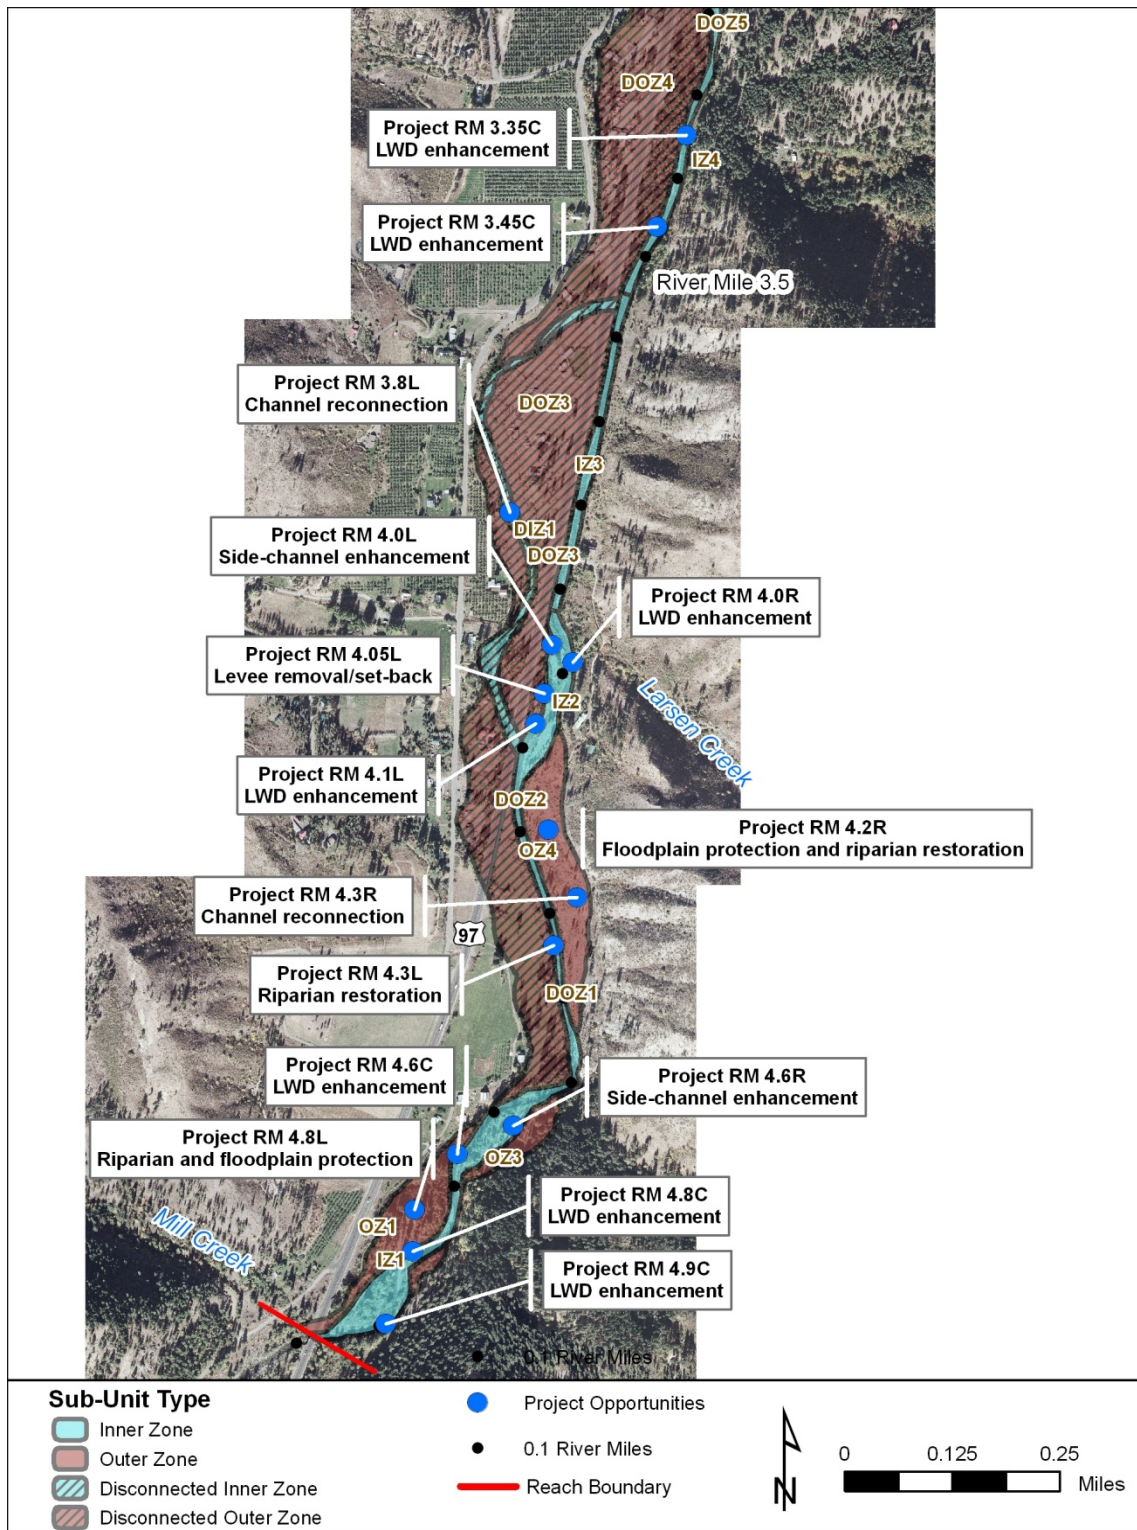 DOZ5
DOZ4
Project RM 3.35C
LWD enhancement
IZ4
Project RM 3.45C
LWD enhancement
River Mile 3.5
Project RM 3.8L
Channel reconnection
DOZ3
IZ3
DIZ1
Project RM 4.0L
Side-channel enhancement
DOZ3
Project RM 4.0R
LWD enhancement
Project RM 4.05L
Levee removal/set-back
IZ2
Larsen Creek
Project RM 4.1L
LWD enhancement
DOZ2
OZ4
Project RM 4.2R
Floodplain protection and riparian restoration
Project RM 4.3R
Channel reconnection
97
Project RM 4.3L
Riparian restoration
DOZ1
Project RM 4.6C
LWD enhancement
Project RM 4.6R
Side-channel enhancement
Project RM 4.8L
Riparian and floodplain protection
OZ3
Project RM 4.8C
LWD enhancement
OZ1
Mill Creek
IZ1
Project RM 4.9C
LWD enhancement
0.1 River Miles
Sub-Unit Type
Inner Zone
Outer Zone
Disconnected Inner Zone
Disconnected Outer Zone
Project Opportunities
0.1 River Miles
Reach Boundary
N
0 0.125 0.25
Miles